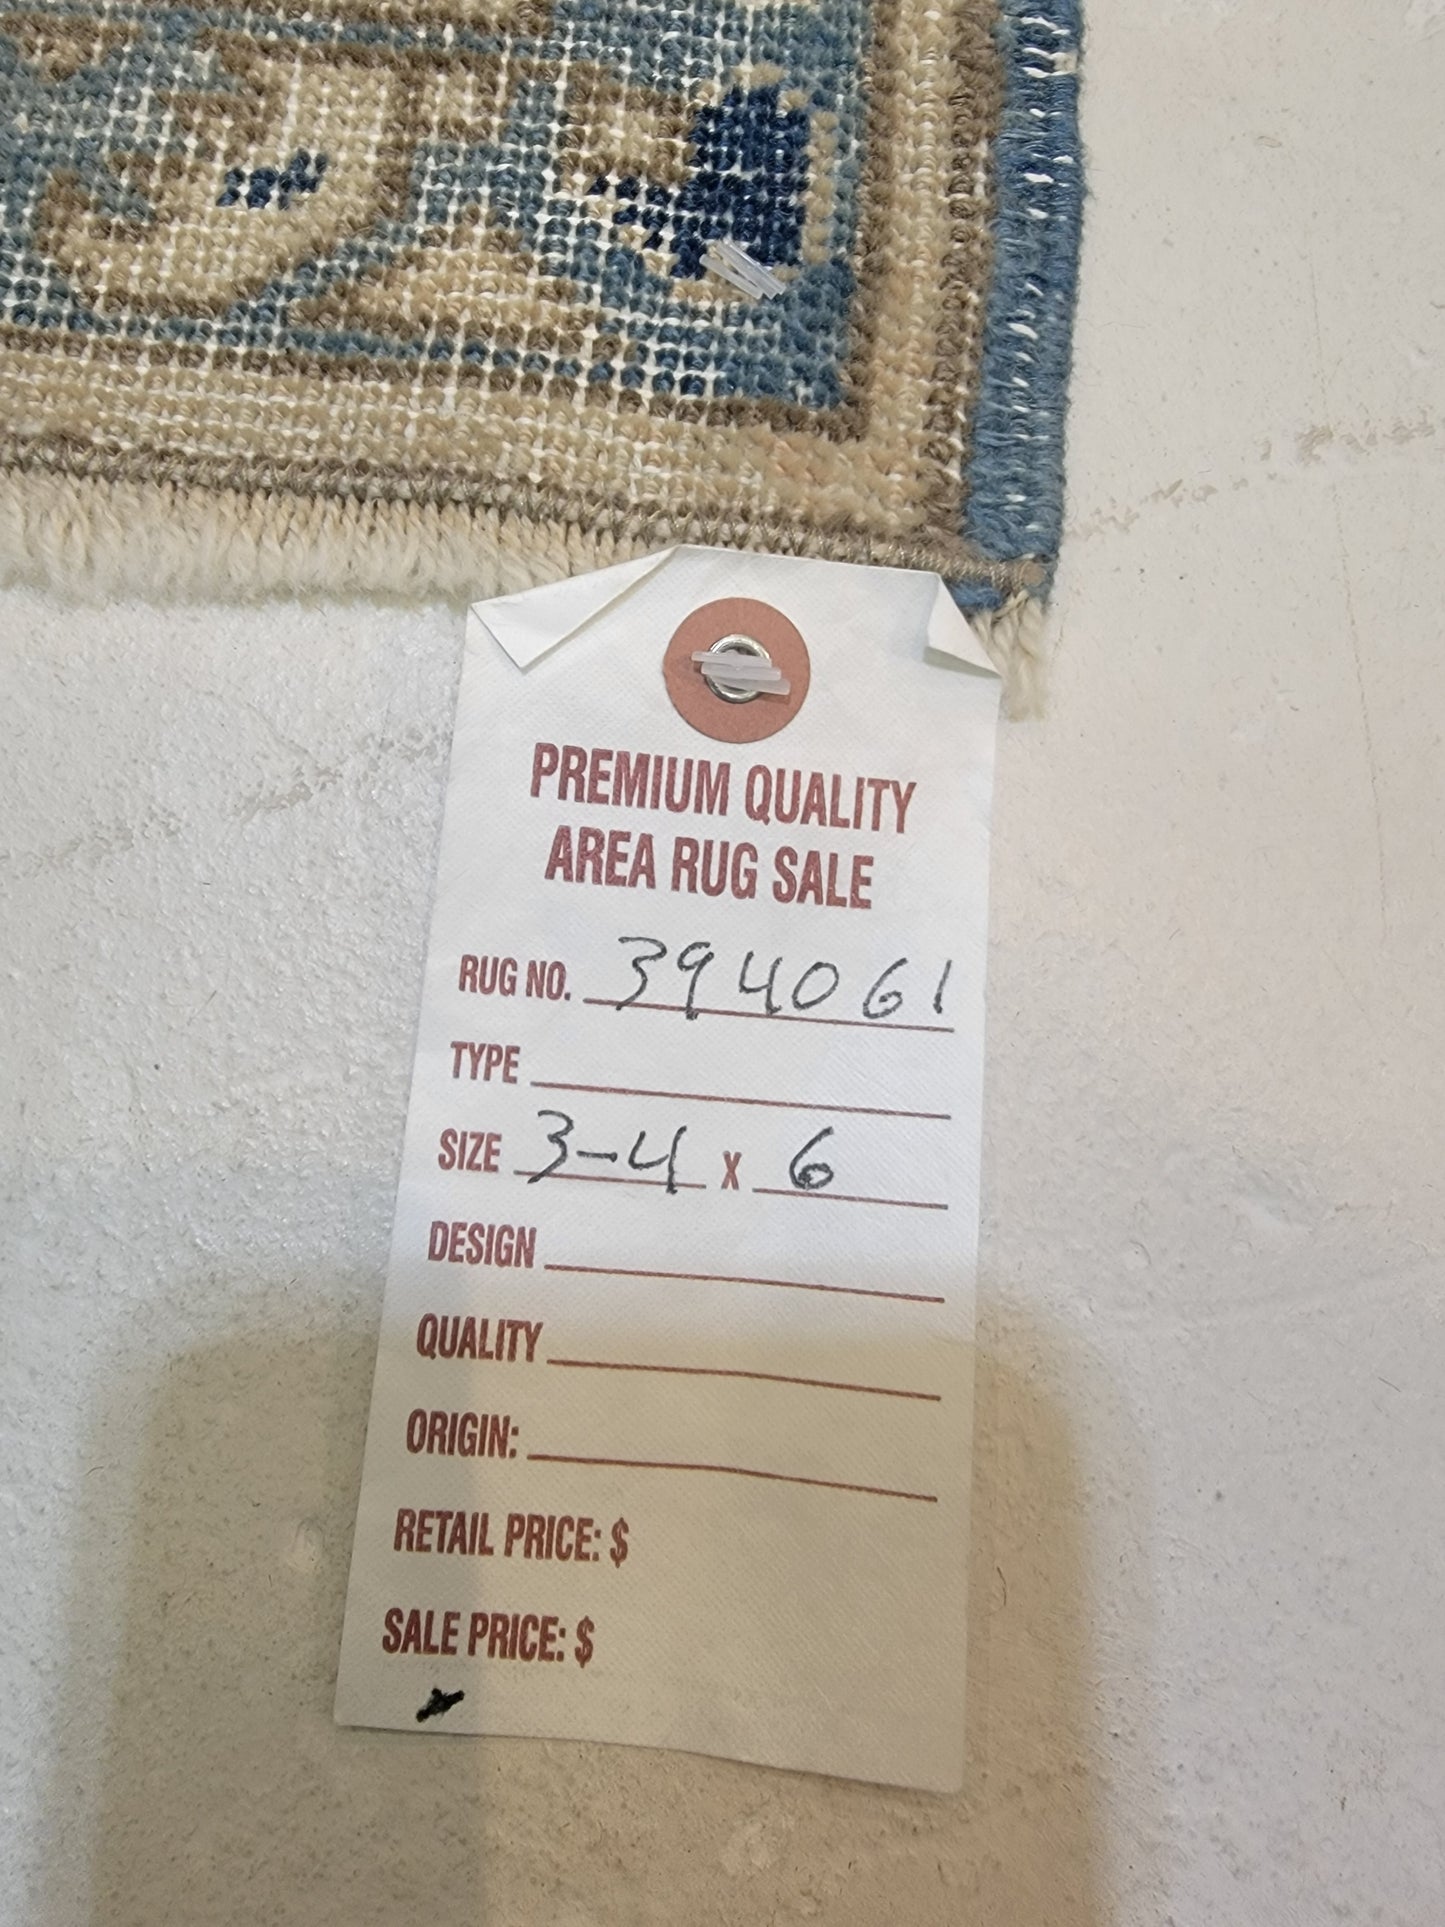 PREMIUM QUALITY
AREA RUG SALE
RUG NO. 394061
TYPE
SIZE 3-4 X 6
DESIGN
QUALITY
ORIGIN:
RETAIL PRICE: $
SALE PRICE: $